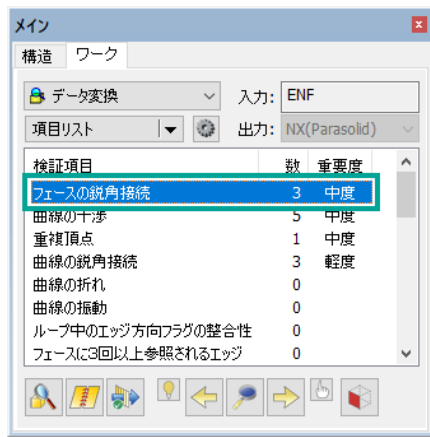 メイン
構造 ワーク
データ変換 入力: ENF
項目リスト 出力: NX(Parasolid)
検証項目 数 重要度
フェースの鋭角接続 3 中度
曲線の干渉 5 中度
重複頂点 1 中度
曲線の鋭角接続 3 軽度
曲線の折れ 0
曲線の振動 0
ループ中のエッジ方向フラグの整合性 0
フェースに3回以上参照されるエッジ 0